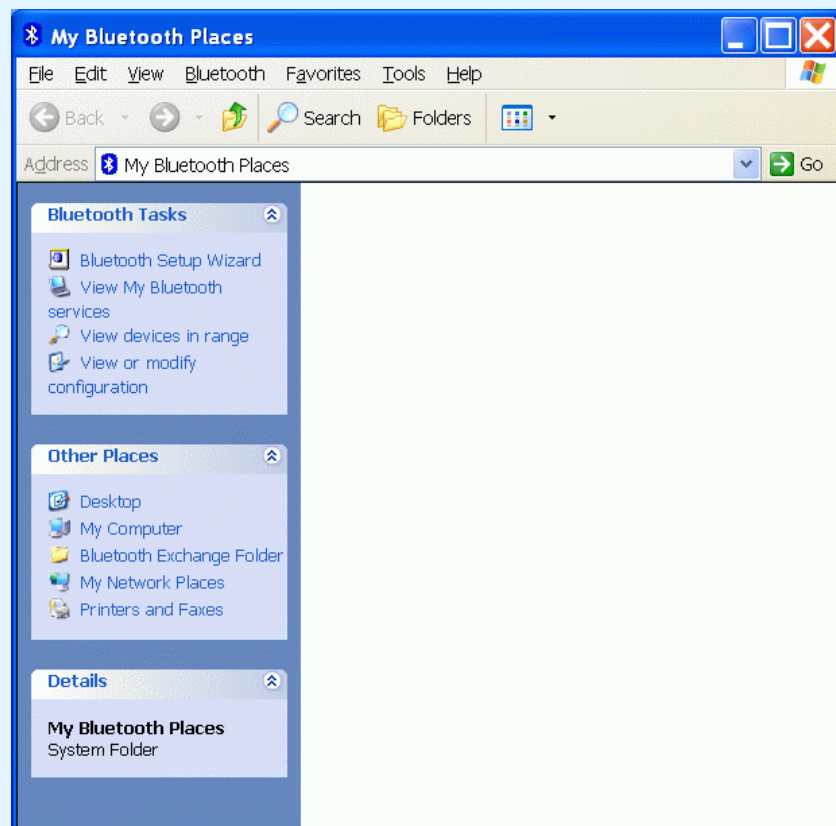 My Bluetooth Places
File Edit View Bluetooth Favorites Tools Help
Back Search Folders
Address My Bluetooth Places Go
Bluetooth Tasks
Bluetooth Setup Wizard
View My Bluetooth
services
View devices in range
View or modify
configuration
Other Places
Desktop
My Computer
Bluetooth Exchange Folder
My Network Places
Printers and Faxes
Details
My Bluetooth Places
System Folder